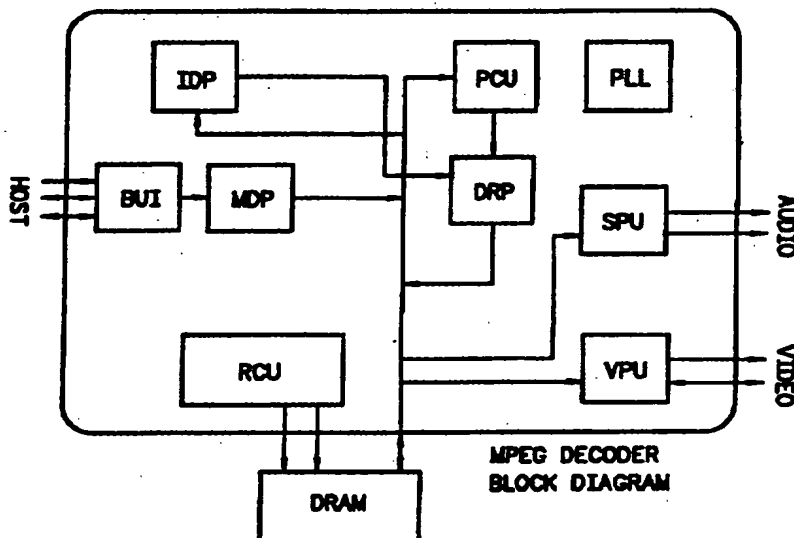 IDP
PCU
PLL
HOST
BUI
MDP
DRP
SPU
AUDIO
RCU
VPU
VIDEO
MPEG DECODER
BLOCK DIAGRAM
DRAM